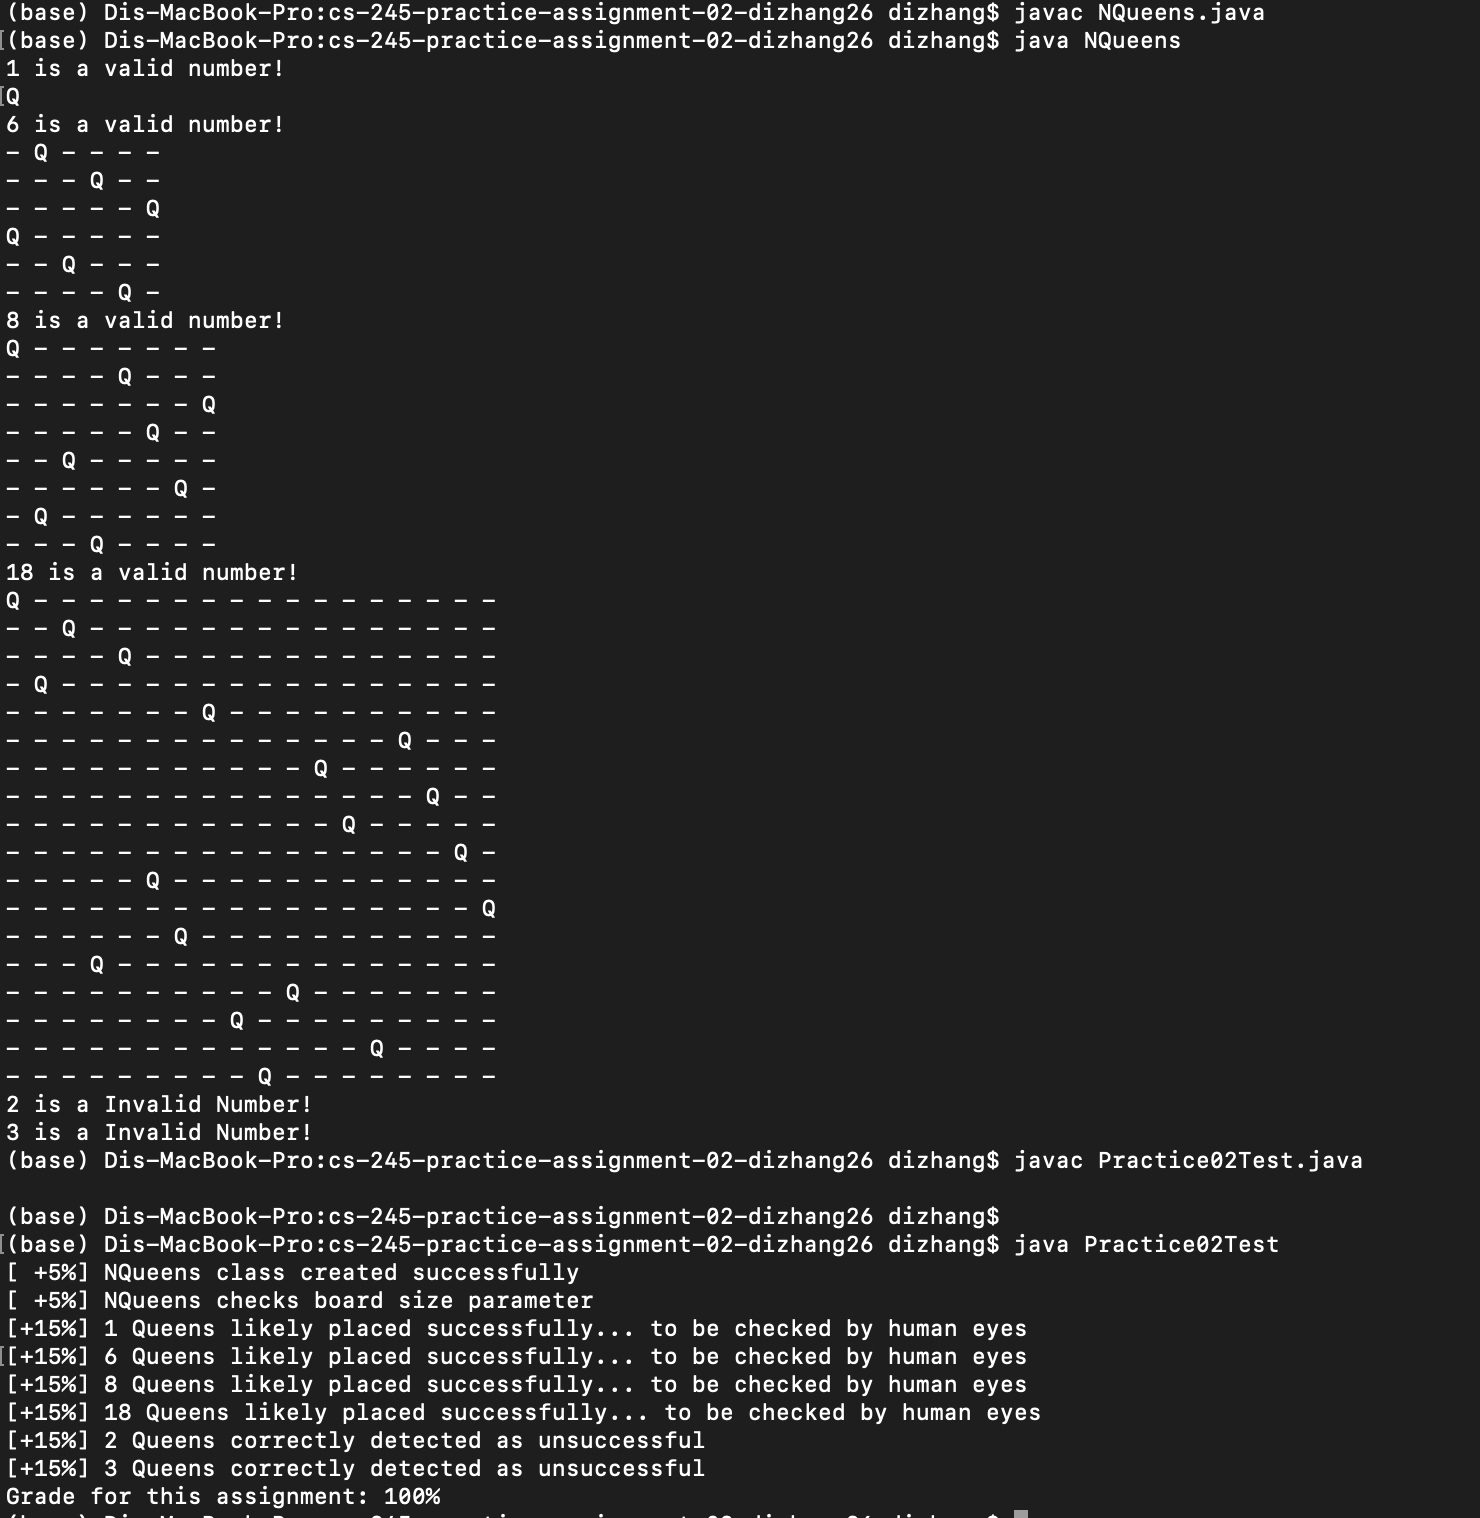 (base) Dis-MacBook-Pro:cs-245-practice-assignment-02-dizhang26 dizhang$ javac NQueens.java
[(base) Dis-MacBook-Pro:cs-245-practice-assignment-02-dizhang26 dizhang$ java NQueens
1 is a valid number!
[Q
6 is a valid number!
- Q - - - -
- - - Q - -
- - - - - Q
Q - - - - -
- - Q - - -
- - - - Q -
8 is a valid number!
Q - - - - - - -
- - - - Q - - -
- - - - - - - Q
- - - - - Q - -
- - Q - - - - -
- - - - - - Q -
- Q - - - - - -
- - - Q - - - -
18 is a valid number!
Q - - - - - - - - - - - - - - - - -
- - Q - - - - - - - - - - - - - - -
- - - - Q - - - - - - - - - - - - -
- Q - - - - - - - - - - - - - - - -
- - - - - - - Q - - - - - - - - - -
- - - - - - - - - - - - - - Q - - -
- - - - - - - - - - - Q - - - - - -
- - - - - - - - - - - - - - - Q - -
- - - - - - - - - - - - Q - - - - -
- - - - - - - - - - - - - - - - Q -
- - - - - Q - - - - - - - - - - - -
- - - - - - - - - - - - - - - - - Q
- - - - - - Q - - - - - - - - - - -
- - - Q - - - - - - - - - - - - - -
- - - - - - - - - - Q - - - - - - -
- - - - - - - - Q - - - - - - - - -
- - - - - - - - - - - - - Q - - - -
- - - - - - - - - Q - - - - - - - -
2 is a Invalid Number!
3 is a Invalid Number!
(base) Dis-MacBook-Pro:cs-245-practice-assignment-02-dizhang26 dizhang$ javac Practice02Test.java
(base) Dis-MacBook-Pro:cs-245-practice-assignment-02-dizhang26 dizhang$
[(base) Dis-MacBook-Pro:cs-245-practice-assignment-02-dizhang26 dizhang$ java Practice02Test
[ +5%] NQueens class created successfully
[ +5%] NQueens checks board size parameter
[+15%] 1 Queens likely placed successfully... to be checked by human eyes
[[+15%] 6 Queens likely placed successfully... to be checked by human eyes
[+15%] 8 Queens likely placed successfully... to be checked by human eyes
[+15%] 18 Queens likely placed successfully... to be checked by human eyes
[+15%] 2 Queens correctly detected as unsuccessful
[+15%] 3 Queens correctly detected as unsuccessful
Grade for this assignment: 100%